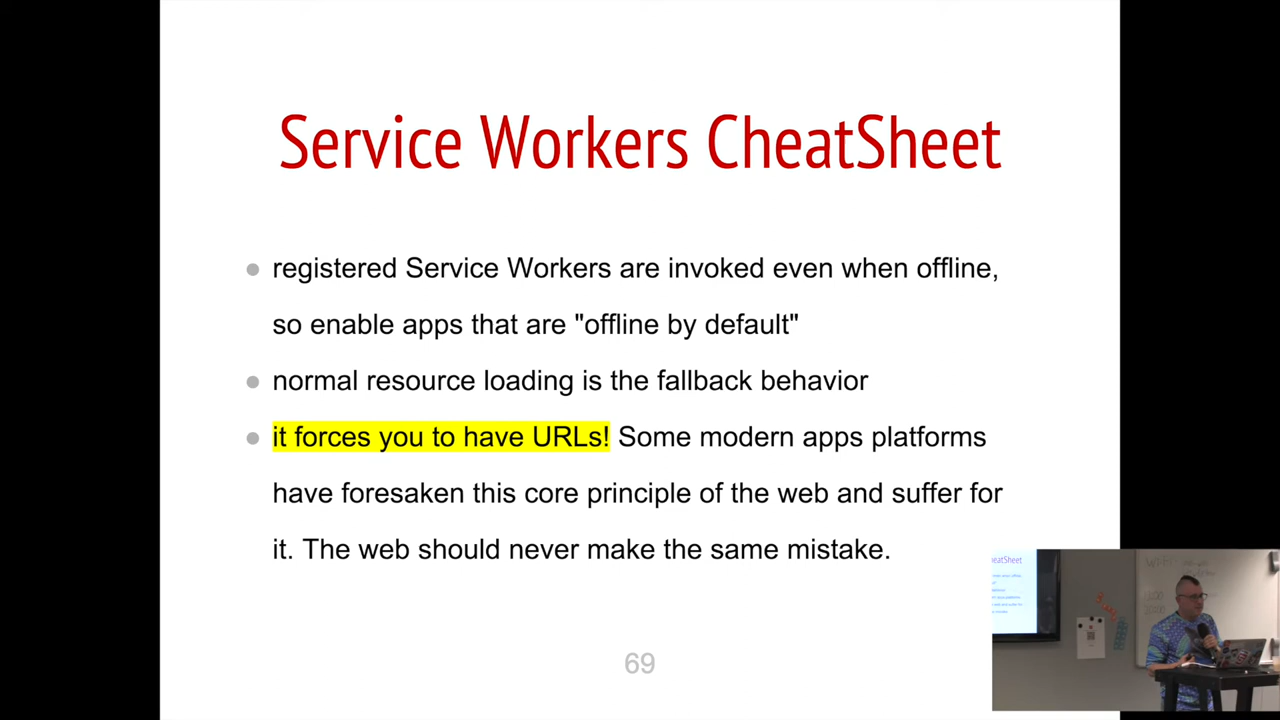 Service Workers CheatSheet
registered Service Workers are invoked even when offline,
so enable apps that are "offline by default"
normal resource loading is the fallback behavior
it forces you to have URLs! Some modern apps platforms
have foresaken this core principle of the web and suffer for
it. The web should never make the same mistake.
69
eatSheet